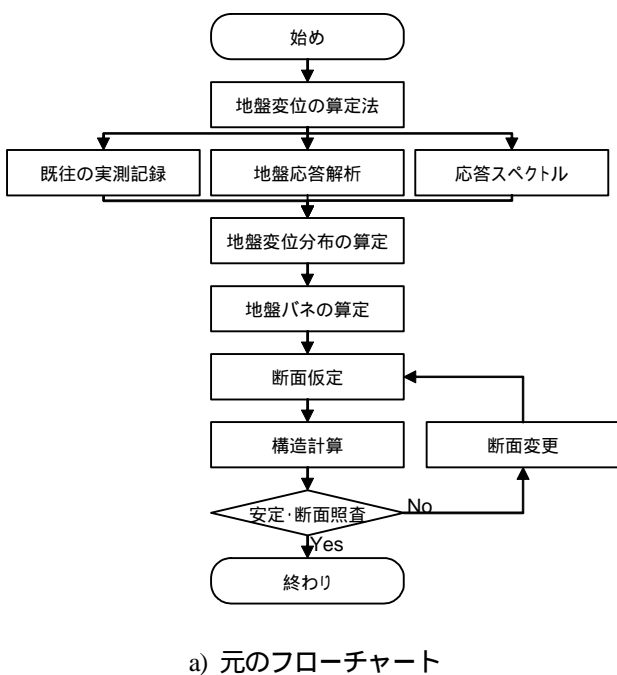 始め
地盤変位の算定法
既往の実測記録
地盤応答解析
応答スペクトル
地盤変位分布の算定
地盤バネの算定
断面仮定
構造計算
断面変更
安定・断面照査
No
Yes
終わり
a) 元のフローチャート